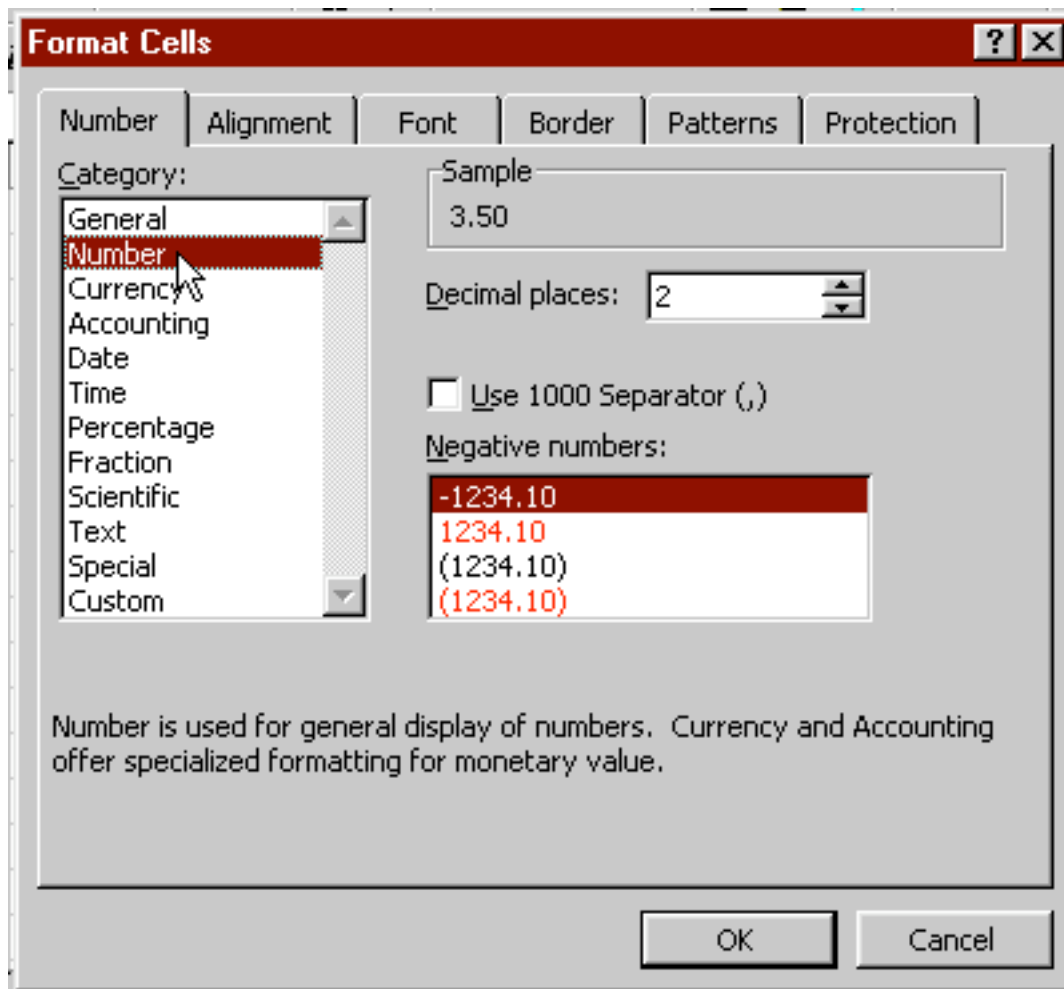 Format Cells
Number Alignment Font Border Patterns Protection
Category:
General
Number
Currency
Accounting
Date
Time
Percentage
Fraction
Scientific
Text
Special
Custom
Sample
3.50
Decimal places: 2
Use 1000 Separator (,)
Negative numbers:
-1234.10
1234.10
(1234.10)
(1234.10)
Number is used for general display of numbers.  Currency and Accounting
offer specialized formatting for monetary value.
OK Cancel